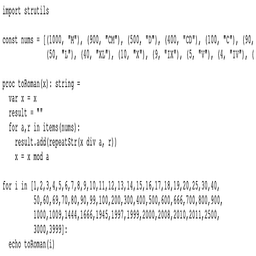 import strutils
const nums = [(1000, "M"), (900, "CM"), (500, "D"), (400, "CD"), (100, "C"), (90,
(50, "L"), (40, "XL"), (10, "X"), (9, "IX"), (5, "V"), (4, "IV"), (
proc toRoman(x): string =
var x = x
result = ""
for a,r in items(nums):
result.add(repeatStr(x div a, r))
x = x mod a
for i in [1,2,3,4,5,6,7,8,9,10,11,12,13,14,15,16,17,18,19,20,25,30,40,
50,60,69,70,80,90,99,100,200,300,400,500,600,666,700,800,900,
1000,1009,1444,1666,1945,1997,1999,2000,2008,2010,2011,2500,
3000,3999]:
echo toRoman(i)